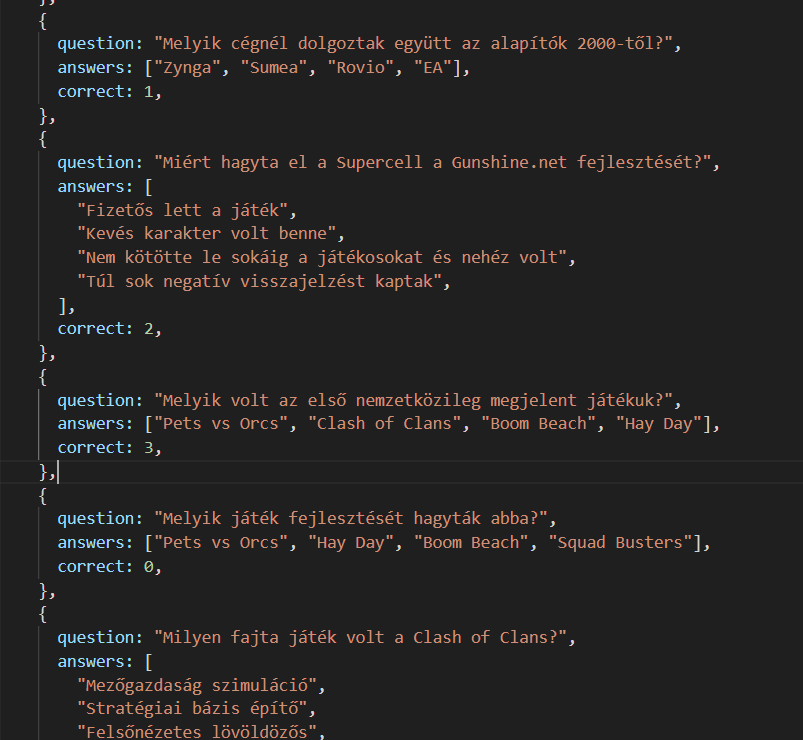 },
{
question: "Melyik cégnél dolgoztak együtt az alapítók 2000-től?",
answers: ["Zynga", "Sumea", "Rovio", "EA"],
correct: 1,
},
{
question: "Miért hagyta el a Supercell a Gunshine.net fejlesztését?",
answers: [
"Fizetős lett a játék",
"Kevés karakter volt benne",
"Nem kötötte le sokáig a játékosokat és nehéz volt",
"Túl sok negatív visszajelzést kaptak",
],
correct: 2,
},
{
question: "Melyik volt az első nemzetközileg megjelent játékuk?",
answers: ["Pets vs Orcs", "Clash of Clans", "Boom Beach", "Hay Day"],
correct: 3,
},
{
question: "Melyik játék fejlesztését hagyták abba?",
answers: ["Pets vs Orcs", "Hay Day", "Boom Beach", "Squad Busters"],
correct: 0,
},
{
question: "Milyen fajta játék volt a Clash of Clans?",
answers: [
"Mezőgazdaság szimuláció",
"Stratégiai bázis építő",
"Felsőnézetes lövöldözős",